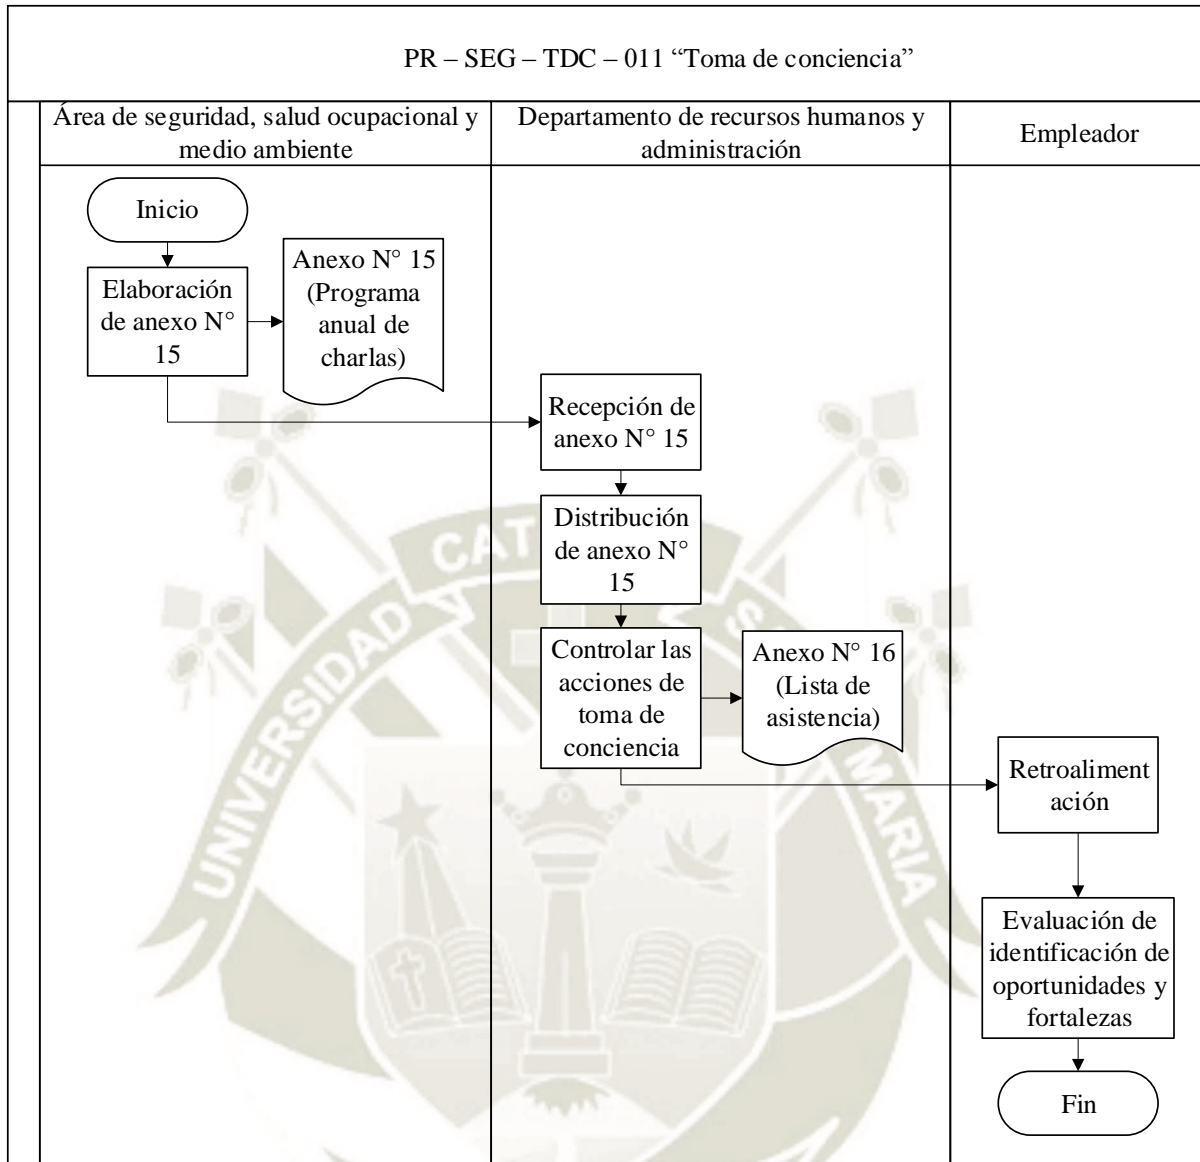 PR – SEG – TDC – 011 “Toma de conciencia”
Área de seguridad, salud ocupacional y
medio ambiente
Departamento de recursos humanos y
administración
Empleador
Inicio
Elaboración
de anexo N°
15
Anexo N° 15
(Programa
anual de
charlas)
Recepción de
anexo N° 15
Distribución
de anexo N°
15
Controlar las
acciones de
toma de
conciencia
Anexo N° 16
(Lista de
asistencia)
Retroaliment
ación
Evaluación de
identificación de
oportunidades y
fortalezas
Fin
UNIVERSIDAD
CAT
MARIA